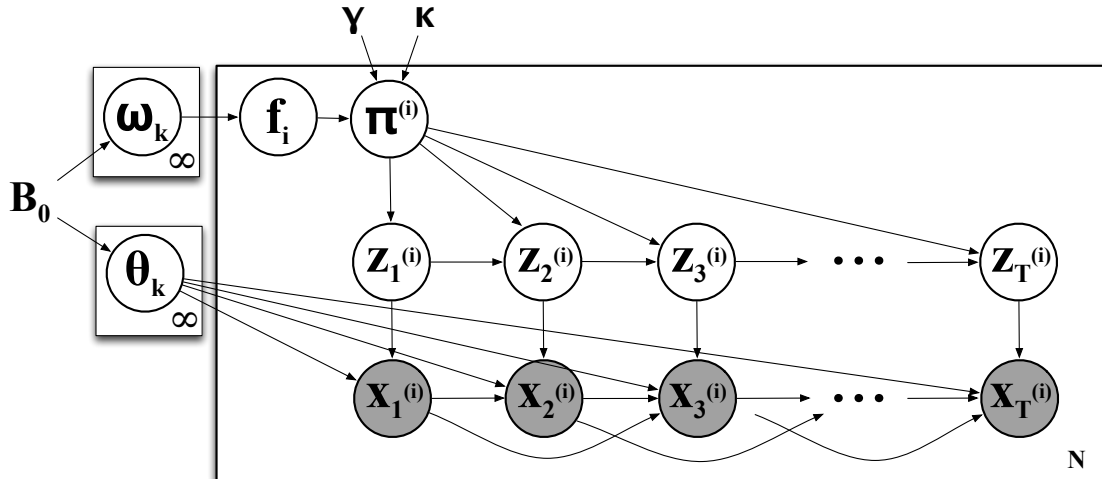 γ κ
ω_k f_i π^(i)
∞
B_0
z_1^(i) z_2^(i) z_3^(i) ••• z_T^(i)
θ_k
∞
x_1^(i) x_2^(i) x_3^(i) ••• x_T^(i)
N